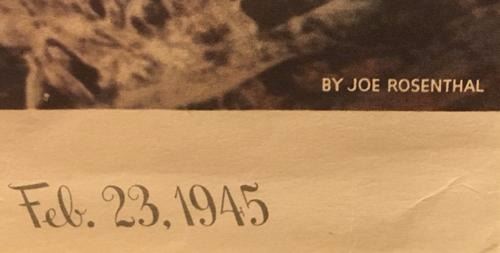 BY JOE ROSENTHAL
Feb. 23, 1945